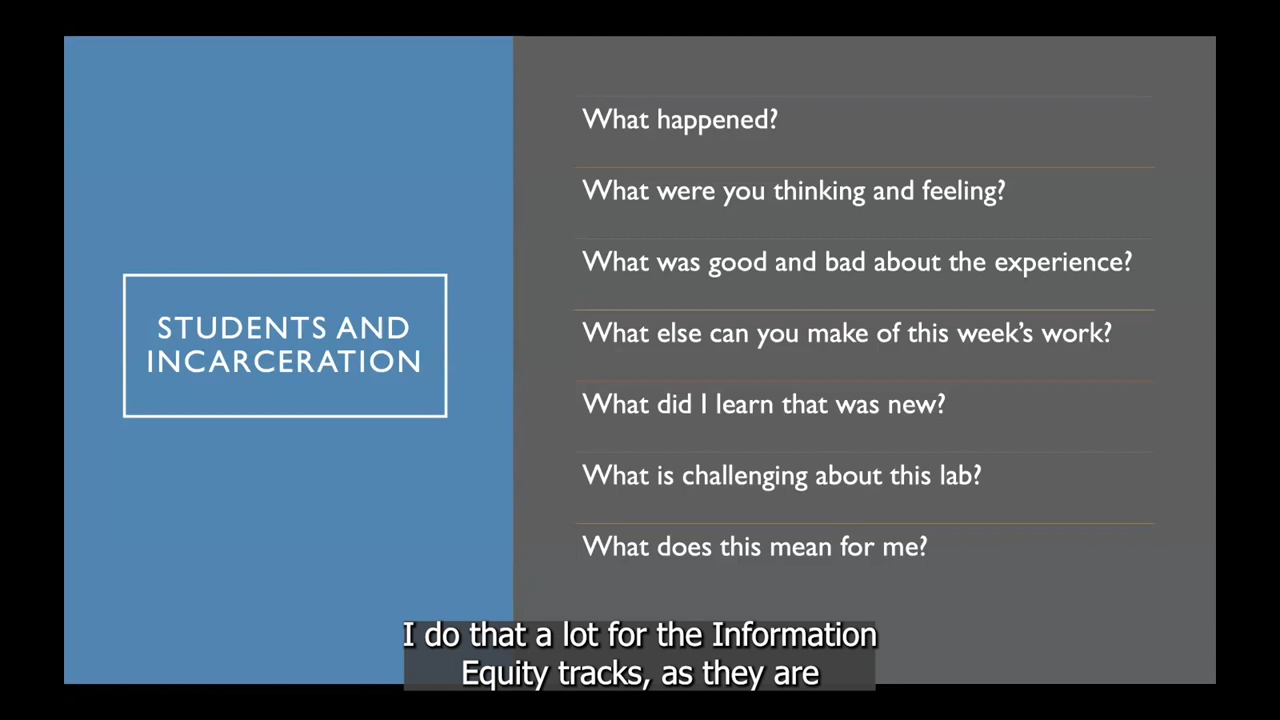 STUDENTS AND
INCARCERATION
What happened?
What were you thinking and feeling?
What was good and bad about the experience?
What else can you make of this week’s work?
What did I learn that was new?
What is challenging about this lab?
What does this mean for me?
I do that a lot for the Information
Equity tracks, as they are